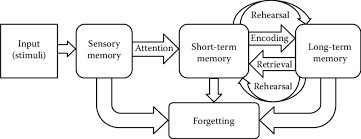 Rehearsal
Input
(stimuli)
Sensory
memory
Attention
Short-term
memory
Encoding
Retrieval
Long-term
memory
Rehearsal
Forgetting